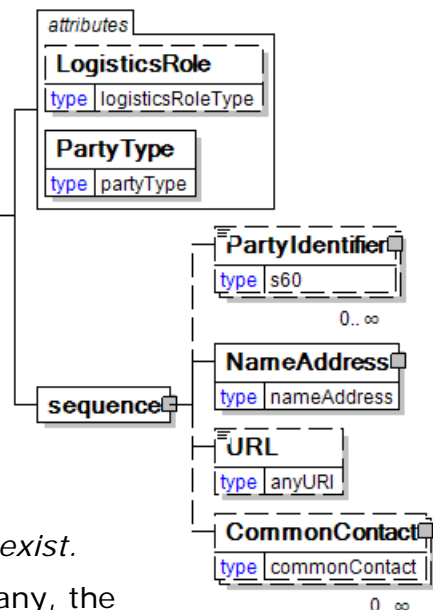 attributes
LogisticsRole
type logisticsRoleType
PartyType
type partyType
PartyIdentifier
type s60
0.. ∞
sequence
NameAddress
type nameAddress
URL
type anyURI
CommonContact
type commonContact
0.. ∞
exist.
any, the